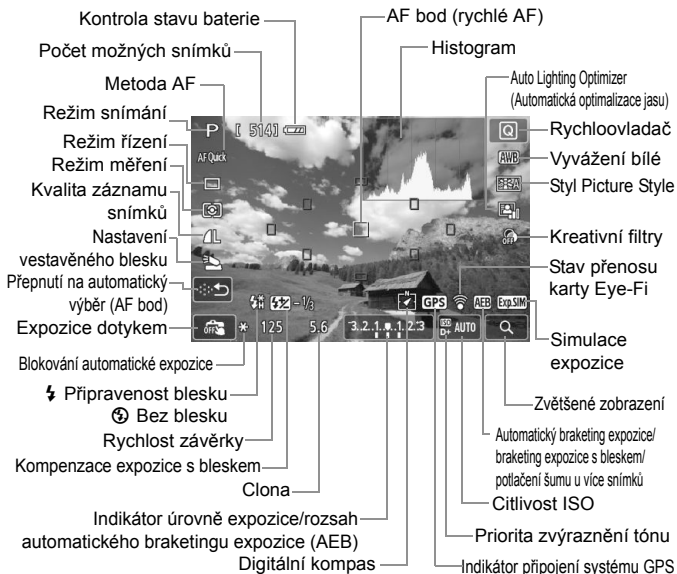 Kontrola stavu baterie
Počet možných snímků
Metoda AF
Režim snímání
Režim řízení
Režim měření
Kvalita záznamu
snímků
Nastavení
vestavěného blesku
Přepnutí na automatický
výběr (AF bod)
Expozice dotykem
Blokování automatické expozice
Připravenost blesku
Bez blesku
Rychlost závěrky
Kompenzace expozice s bleskem
Clona
Indikátor úrovně expozice/rozsah
automatického braketingu expozice (AEB)
Digitální kompas
AF bod (rychlé AF)
Histogram
Auto Lighting Optimizer
(Automatická optimalizace jasu)
Rychloovladač
Vyvážení bílé
Styl Picture Style
Kreativní filtry
Stav přenosu
karty Eye-Fi
Simulace
expozice
Zvětšené zobrazení
Automatický braketing expozice/
braketing expozice s bleskem/
potlačení šumu u více snímků
Citlivost ISO
Priorita zvýraznění tónu
Indikátor připojení systému GPS
P [ 514]
AF Quick
L
Q
AWB
A
OFF
H -1/3
N GPS AEB Exp.SIM
OFF * 125 5.6 3..2..1..0..1..2..3 ISO D+ AUTO